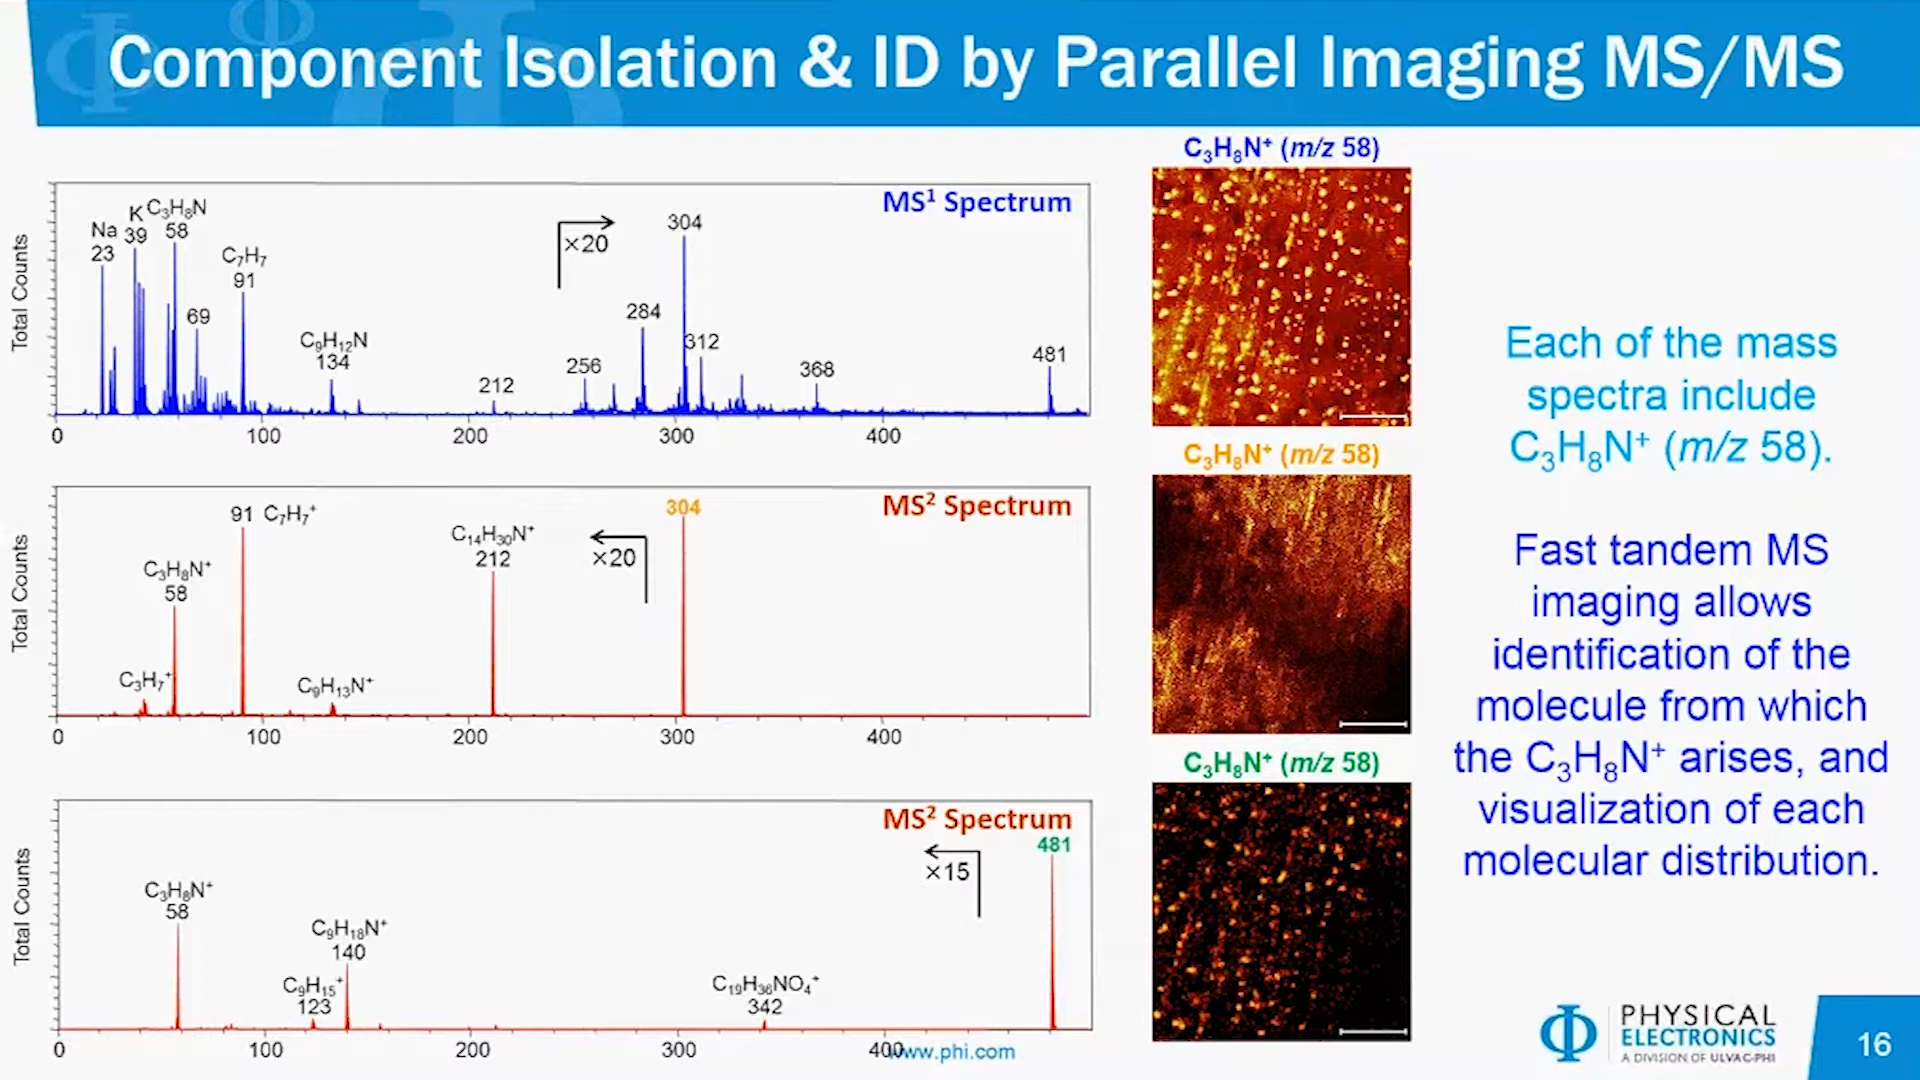 Component Isolation & ID by Parallel Imaging MS/MS
MS¹ Spectrum
Total Counts
Na
23
K
39
C₃H₈N
58
69
C₇H₇
91
C₉H₁₂N
134
212
×20
256
284
304
312
368
481
0 100 200 300 400
MS² Spectrum
Total Counts
C₃H₇⁺
C₃H₈N⁺
58
91 C₇H₇⁺
C₉H₁₃N⁺
C₁₄H₃₀N⁺
212
×20
304
0 100 200 300 400
MS² Spectrum
Total Counts
C₃H₈N⁺
58
C₉H₁₅⁺
123
C₉H₁₈N⁺
140
C₁₉H₃₆NO₄⁺
342
×15
481
0 100 200 300 400
www.phi.com
C₃H₈N⁺ (m/z 58)
C₃H₈N⁺ (m/z 58)
C₃H₈N⁺ (m/z 58)
Each of the mass
spectra include
C₃H₈N⁺ (m/z 58).
Fast tandem MS
imaging allows
identification of the
molecule from which
the C₃H₈N⁺ arises, and
visualization of each
molecular distribution.
PHYSICAL
ELECTRONICS
A DIVISION OF ULVAC-PHI
16